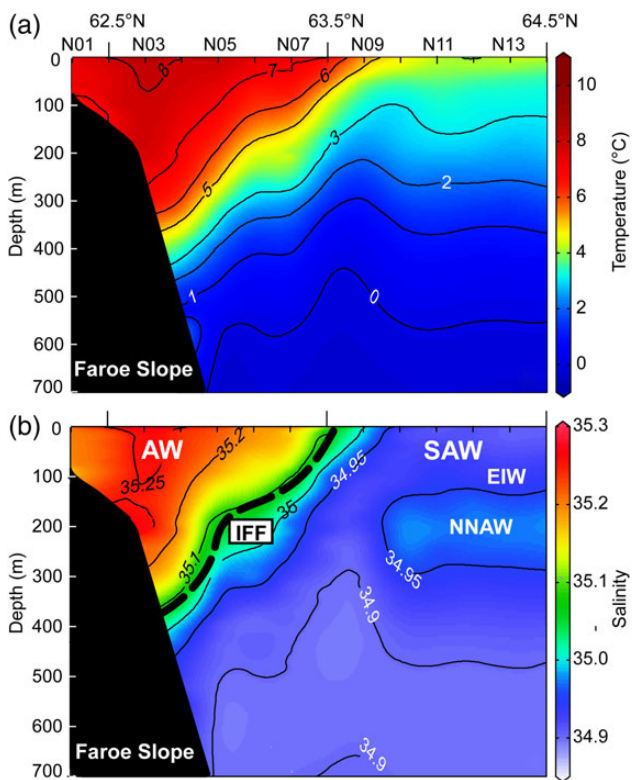 (a)
62.5°N 63.5°N 64.5°N
N01 N03 N05 N07 N09 N11 N13
0
100
200
300
400
500
600
700
Depth (m)
8
7
6
5
3
2
1
0
Faroe Slope
10
8
6
4
2
0
Temperature (°C)
(b)
0
100
200
300
400
500
600
700
Depth (m)
AW
35.2
35.25
34.95
35
35.1
IFF
SAW
EIW
NNAW
34.95
34.9
34.9
Faroe Slope
35.3
35.2
35.1
35.0
34.9
Salinity